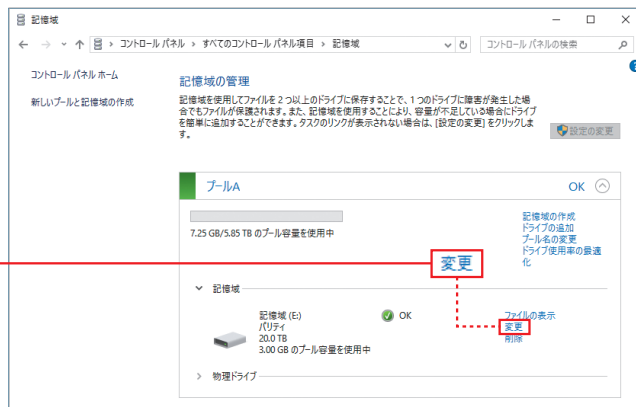 記憶域
コントロール パネル › すべてのコントロール パネル項目 › 記憶域
コントロール パネルの検索
コントロール パネル ホーム
新しいプールと記憶域の作成
記憶域の管理
記憶域を使用してファイルを 2 つ以上のドライブに保存することで、1 つのドライブに障害が発生した場
合でもファイルが保護されます。また、記憶域を使用することにより、容量が不足している場合にドライブ
を簡単に追加することができます。タスクのリンクが表示されない場合は、[設定の変更] をクリックしま
す。
設定の変更
プールA
OK
7.25 GB/5.85 TB のプール容量を使用中
記憶域の作成
ドライブの追加
プール名の変更
ドライブ使用率の最適
化
変更
記憶域
記憶域 (E:)
パリティ
20.0 TB
3.00 GB のプール容量を使用中
OK
ファイルの表示
変更
削除
物理ドライブ